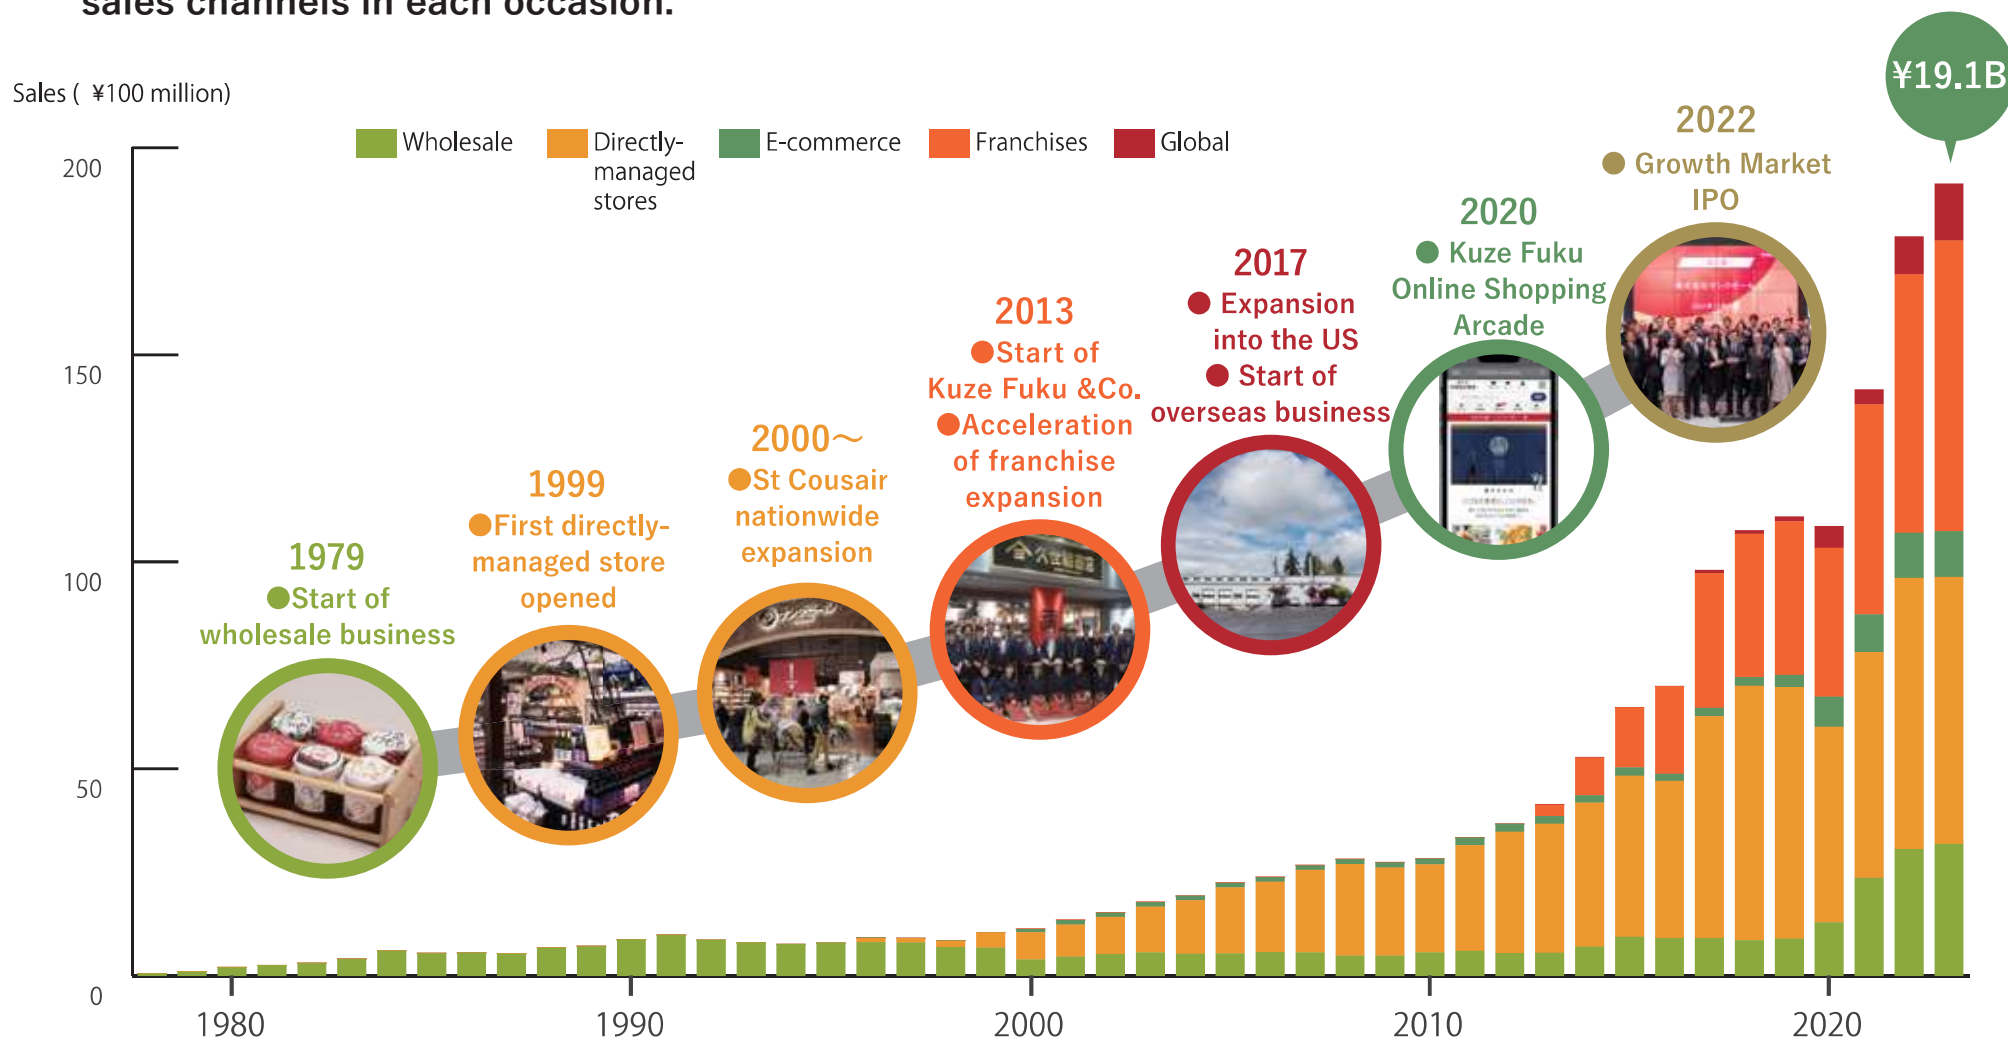 sales channels in each occasion.
¥19.1B
Sales ( ¥100 million)
Wholesale
Directly-
managed
stores
E-commerce
Franchises
Global
2022
● Growth Market
IPO
2020
● Kuze Fuku
Online Shopping
Arcade
2017
● Expansion
into the US
● Start of
overseas business
2013
●Start of
Kuze Fuku &Co.
●Acceleration
of franchise
expansion
2000～
●St Cousair
nationwide
expansion
1999
●First directly-
managed store
opened
1979
●Start of
wholesale business
200
150
100
50
0
1980
1990
2000
2010
2020